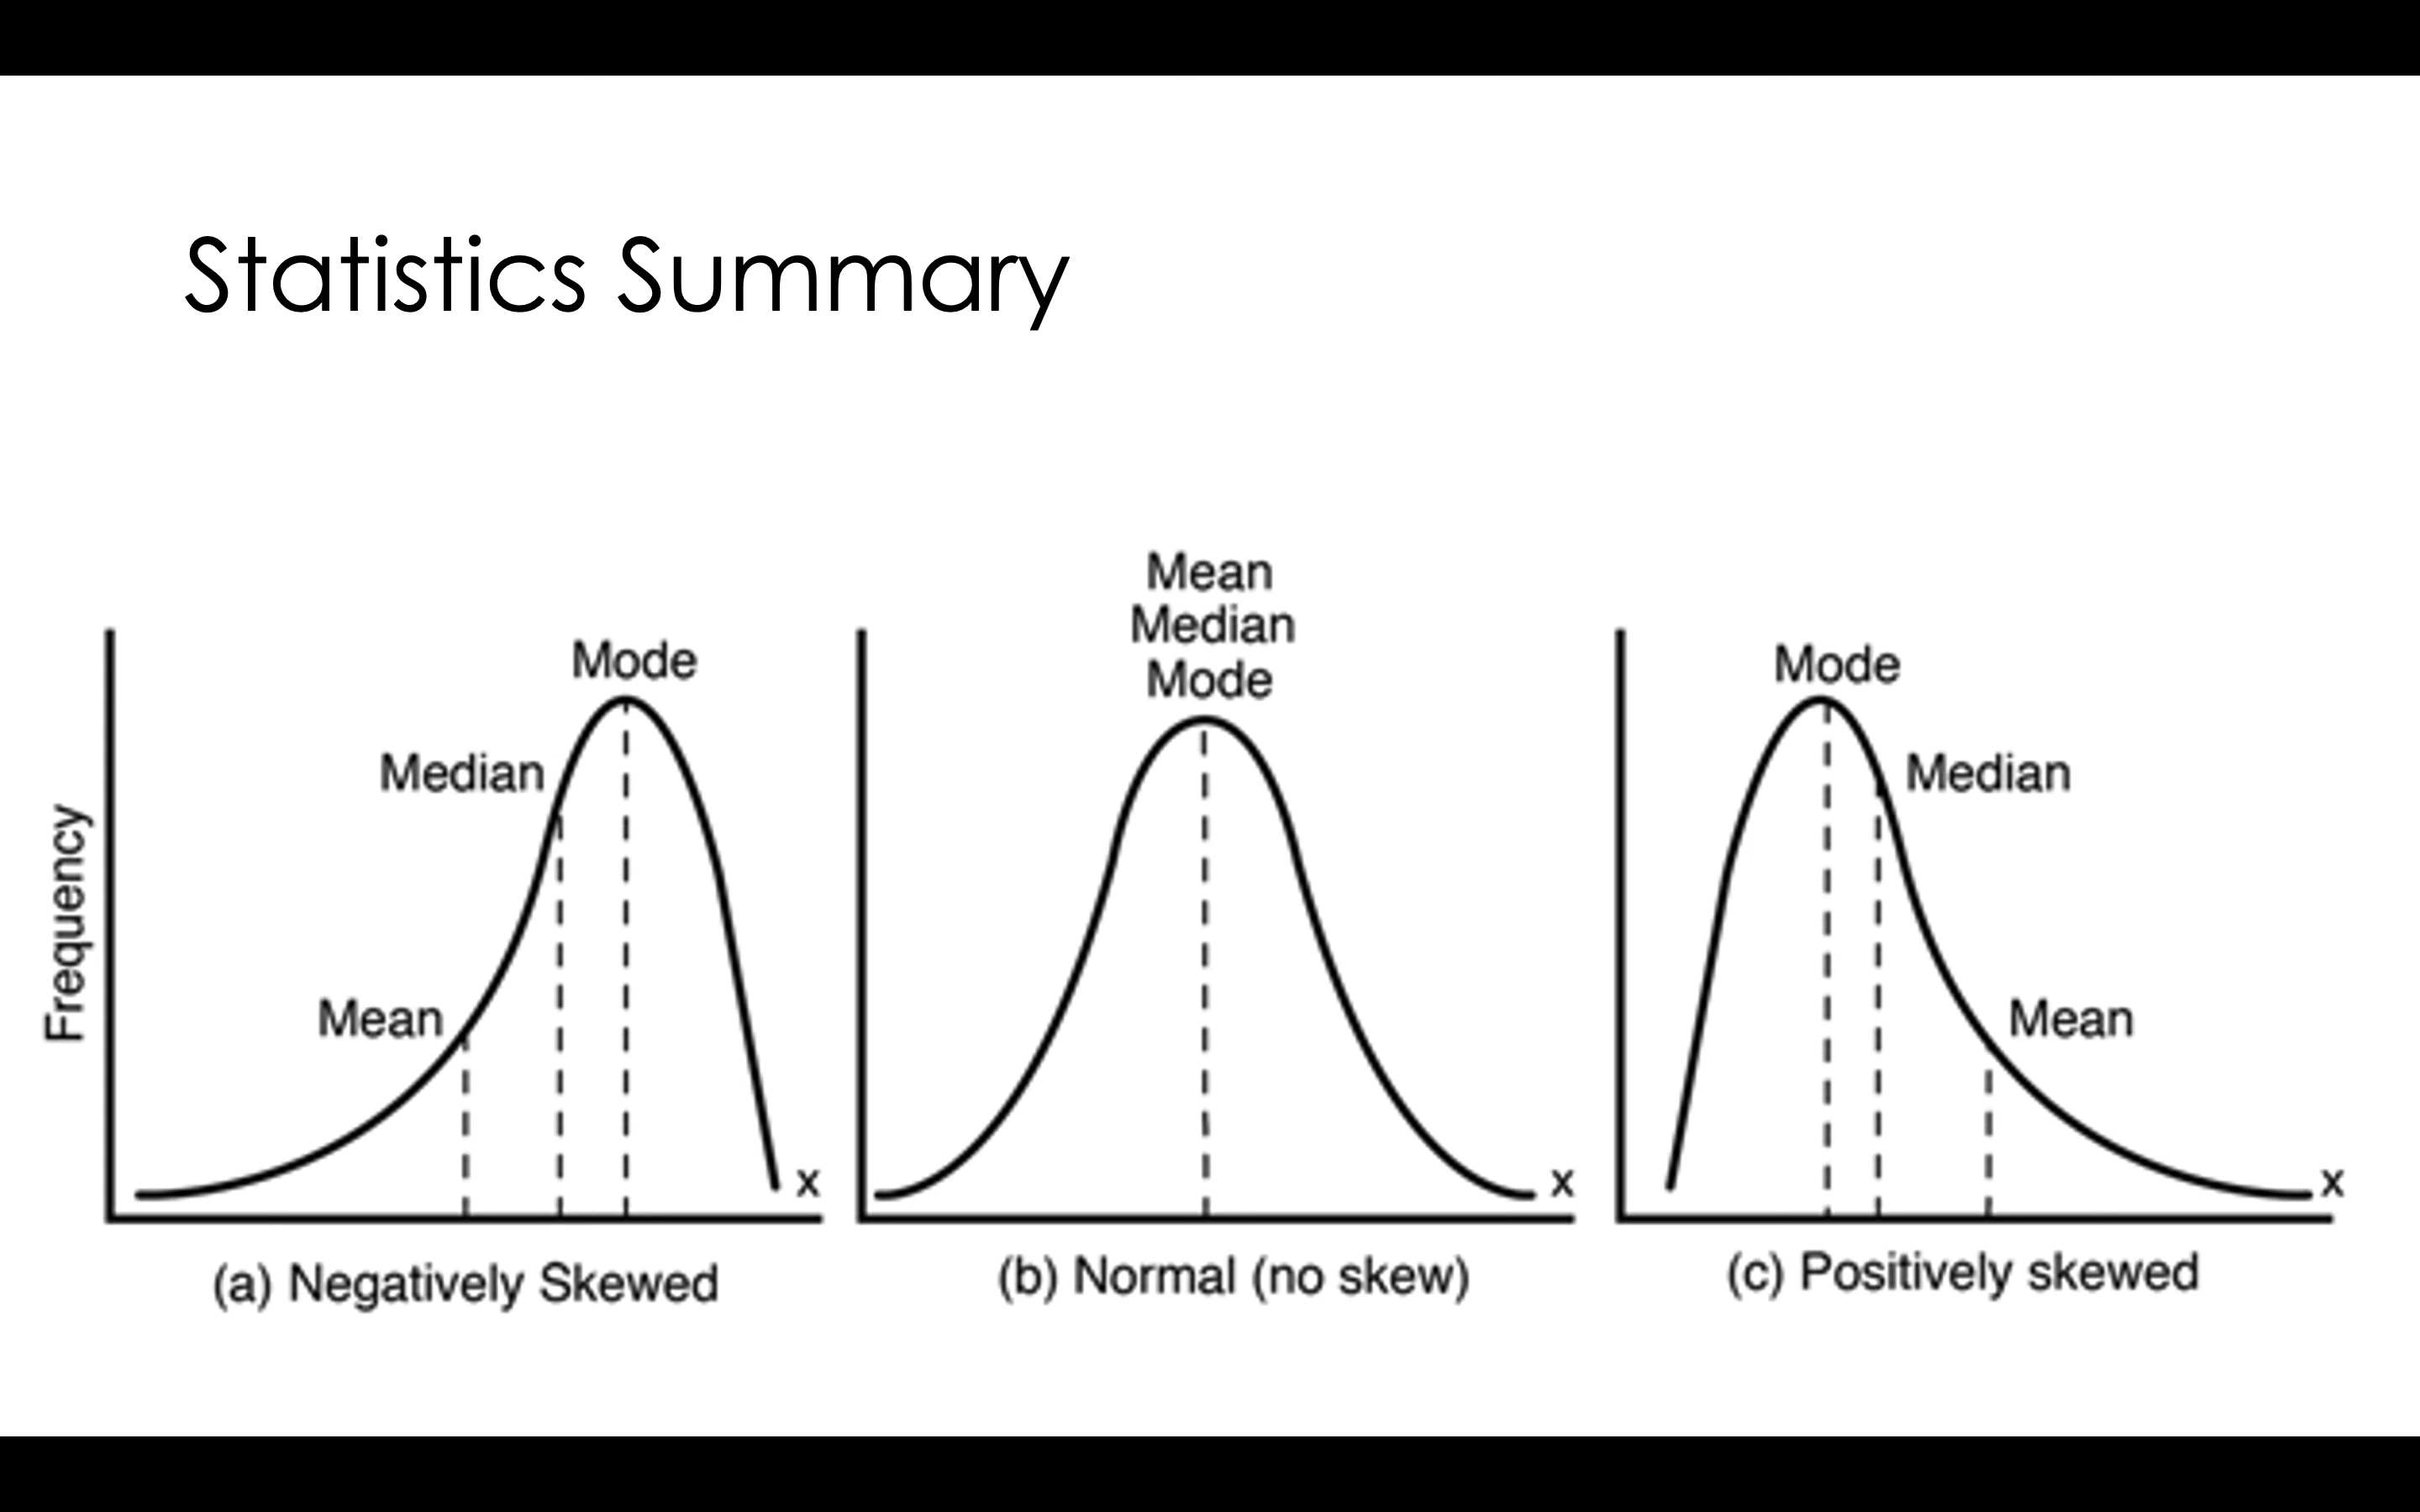 Statistics Summary
Frequency
Mode
Median
Mean
x
(a) Negatively Skewed
Mean
Median
Mode
x
(b) Normal (no skew)
Mode
Median
Mean
x
(c) Positively skewed